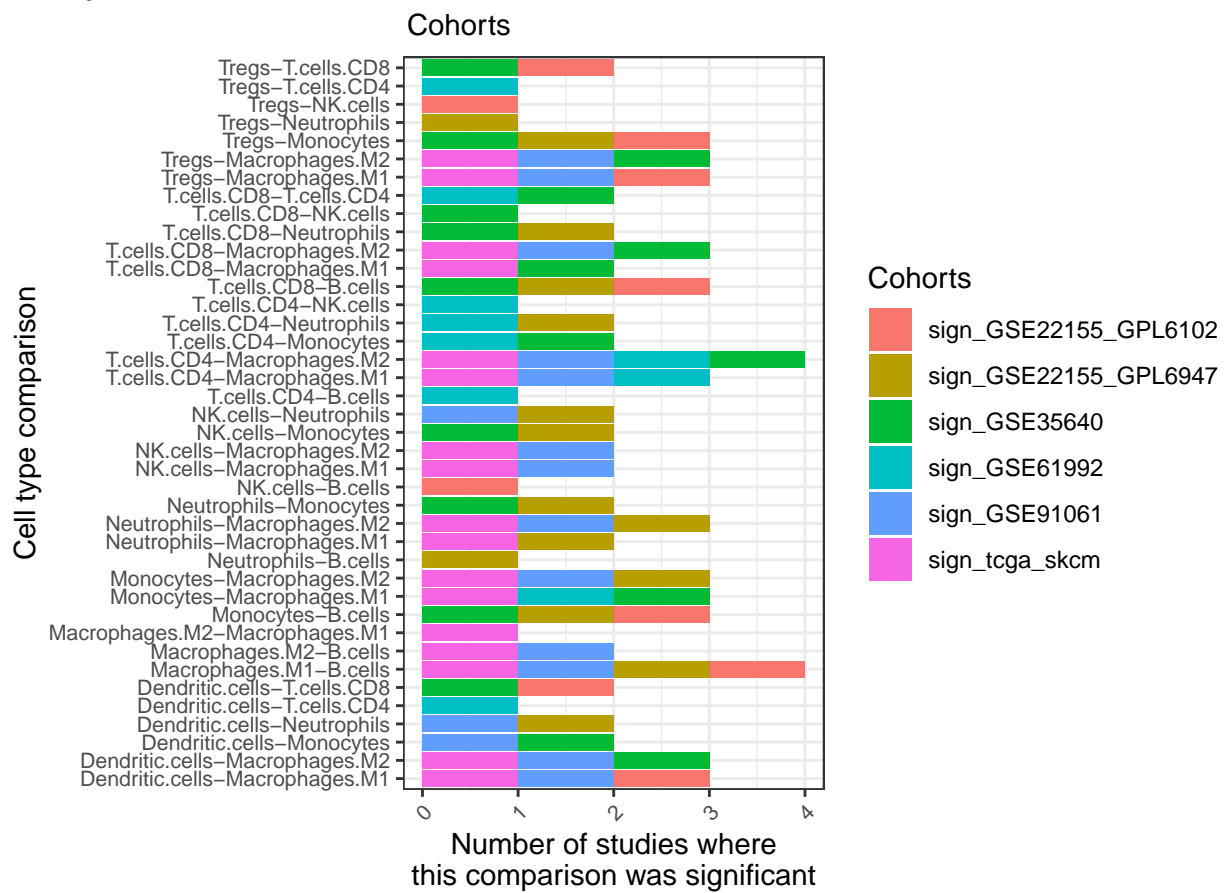 Cohorts
Tregs−T.cells.CD8
Tregs−T.cells.CD4
Tregs−NK.cells
Tregs−Neutrophils
Tregs−Monocytes
Tregs−Macrophages.M2
Tregs−Macrophages.M1
T.cells.CD8−T.cells.CD4
T.cells.CD8−NK.cells
T.cells.CD8−Neutrophils
T.cells.CD8−Macrophages.M2
T.cells.CD8−Macrophages.M1
T.cells.CD8−B.cells
T.cells.CD4−NK.cells
T.cells.CD4−Neutrophils
T.cells.CD4−Monocytes
T.cells.CD4−Macrophages.M2
T.cells.CD4−Macrophages.M1
T.cells.CD4−B.cells
NK.cells−Neutrophils
NK.cells−Monocytes
NK.cells−Macrophages.M2
NK.cells−Macrophages.M1
NK.cells−B.cells
Neutrophils−Monocytes
Neutrophils−Macrophages.M2
Neutrophils−Macrophages.M1
Neutrophils−B.cells
Monocytes−Macrophages.M2
Monocytes−Macrophages.M1
Monocytes−B.cells
Macrophages.M2−Macrophages.M1
Macrophages.M2−B.cells
Macrophages.M1−B.cells
Dendritic.cells−T.cells.CD8
Dendritic.cells−T.cells.CD4
Dendritic.cells−Neutrophils
Dendritic.cells−Monocytes
Dendritic.cells−Macrophages.M2
Dendritic.cells−Macrophages.M1
Cell type comparison
0 1 2 3 4
Number of studies where
this comparison was significant
Cohorts
sign_GSE22155_GPL6102
sign_GSE22155_GPL6947
sign_GSE35640
sign_GSE61992
sign_GSE91061
sign_tcga_skcm